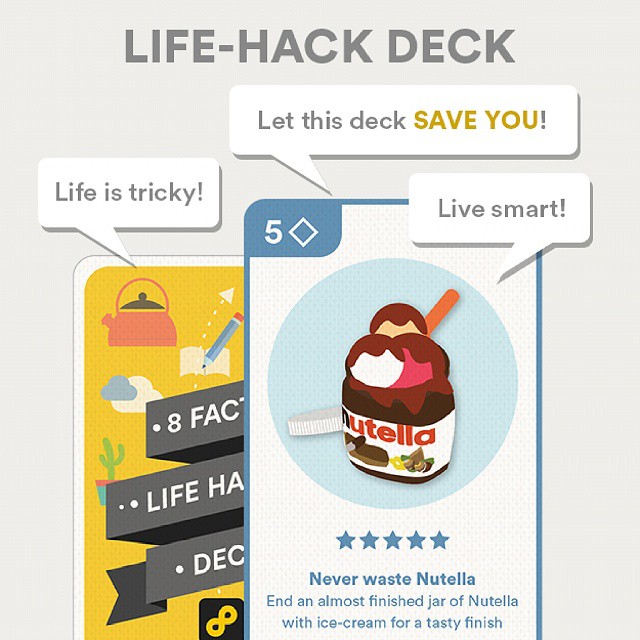 LIFE-HACK DECK
Let this deck SAVE YOU!
Life is tricky!
Live smart!
5
• 8 FACT
•• LIFE HA
• DEC
nutella
Never waste Nutella
End an almost finished jar of Nutella
with ice-cream for a tasty finish